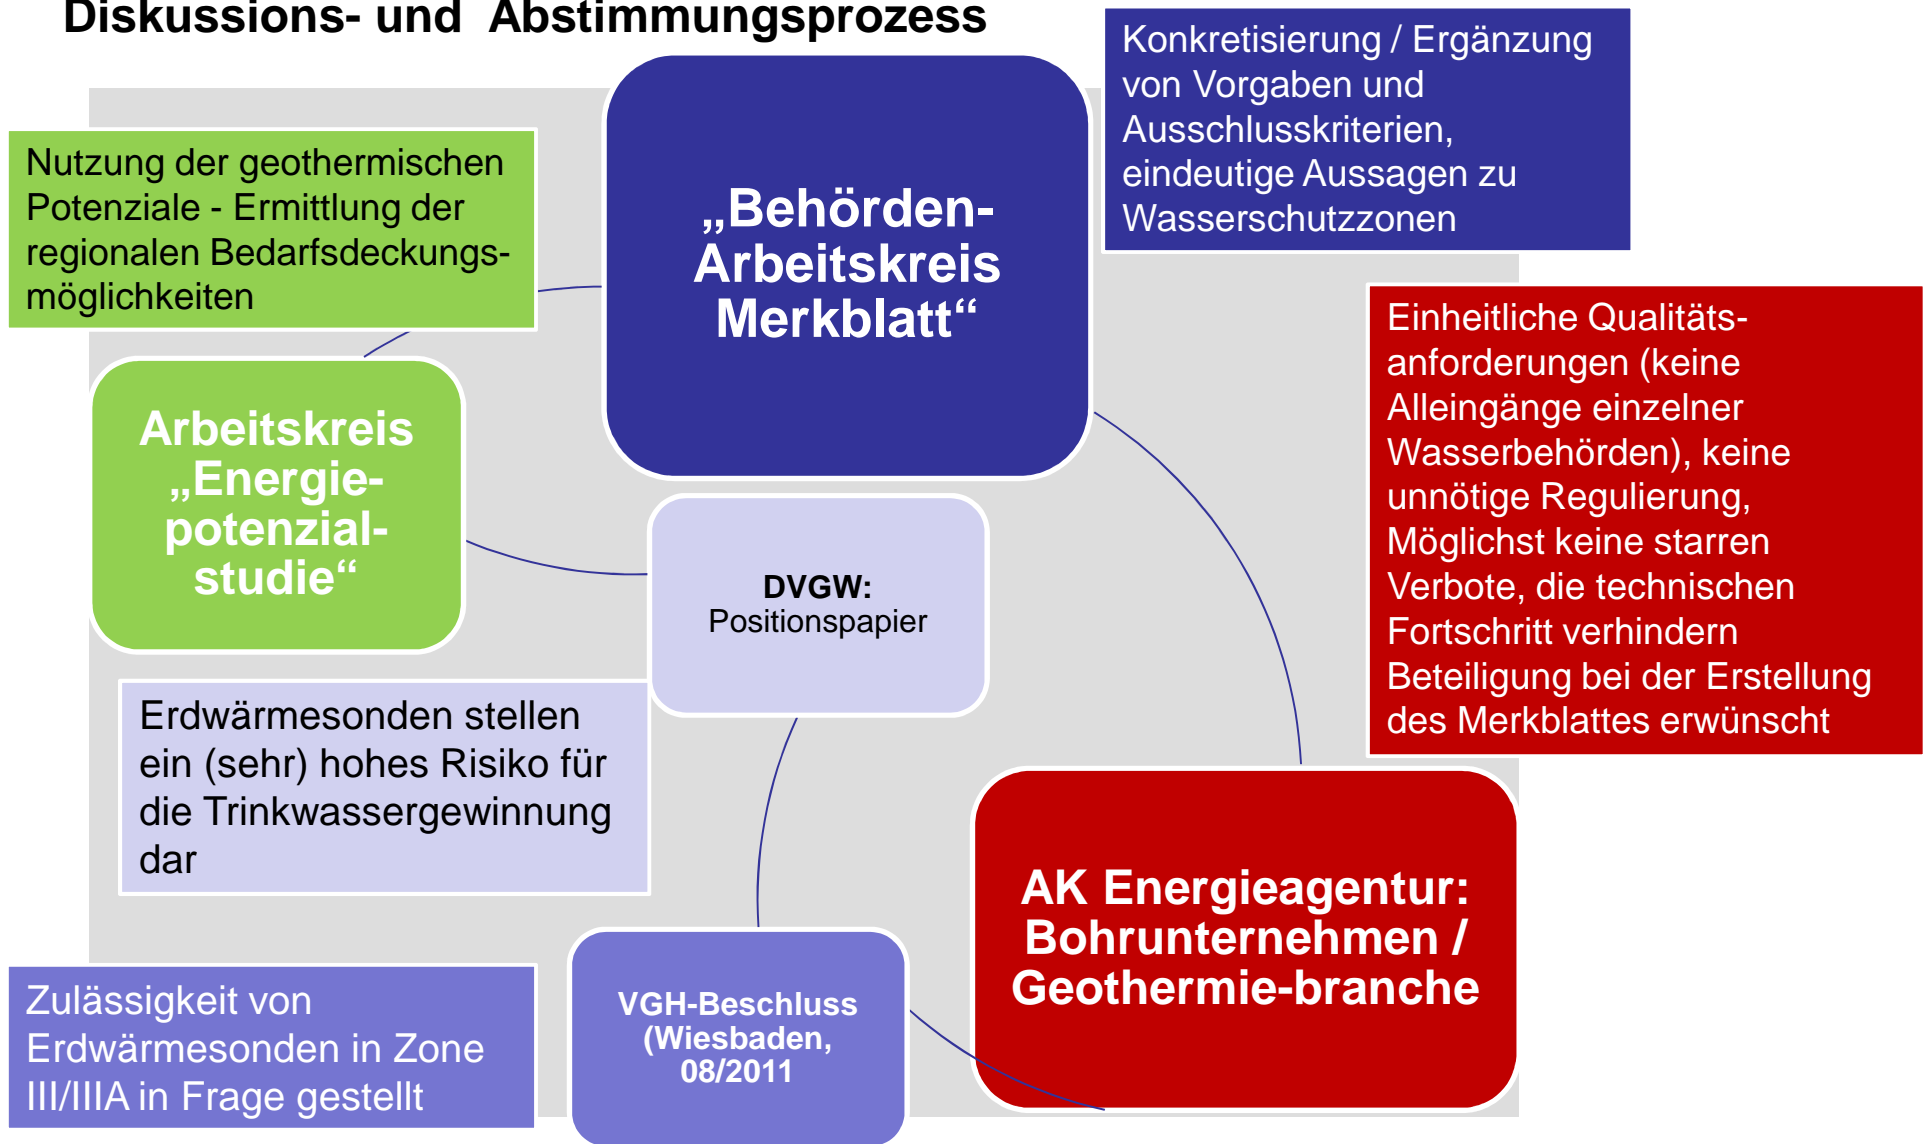 Diskussions- und Abstimmungsprozess
Konkretisierung / Ergänzung
von Vorgaben und
Ausschlusskriterien,
eindeutige Aussagen zu
Wasserschutzzonen
Nutzung der geothermischen
Potenziale - Ermittlung der
regionalen Bedarfsdeckungs-
möglichkeiten
„Behörden-
Arbeitskreis
Merkblatt“
Einheitliche Qualitäts-
anforderungen (keine
Alleingänge einzelner
Wasserbehörden), keine
unnötige Regulierung,
Möglichst keine starren
Verbote, die technischen
Fortschritt verhindern
Beteiligung bei der Erstellung
des Merkblattes erwünscht
Arbeitskreis
„Energie-
potenzial-
studie“
DVGW:
Positionspapier
Erdwärmesonden stellen
ein (sehr) hohes Risiko für
die Trinkwassergewinnung
dar
AK Energieagentur:
Bohrunternehmen /
Geothermie-branche
VGH-Beschluss
(Wiesbaden,
08/2011
Zulässigkeit von
Erdwärmesonden in Zone
III/IIIA in Frage gestellt